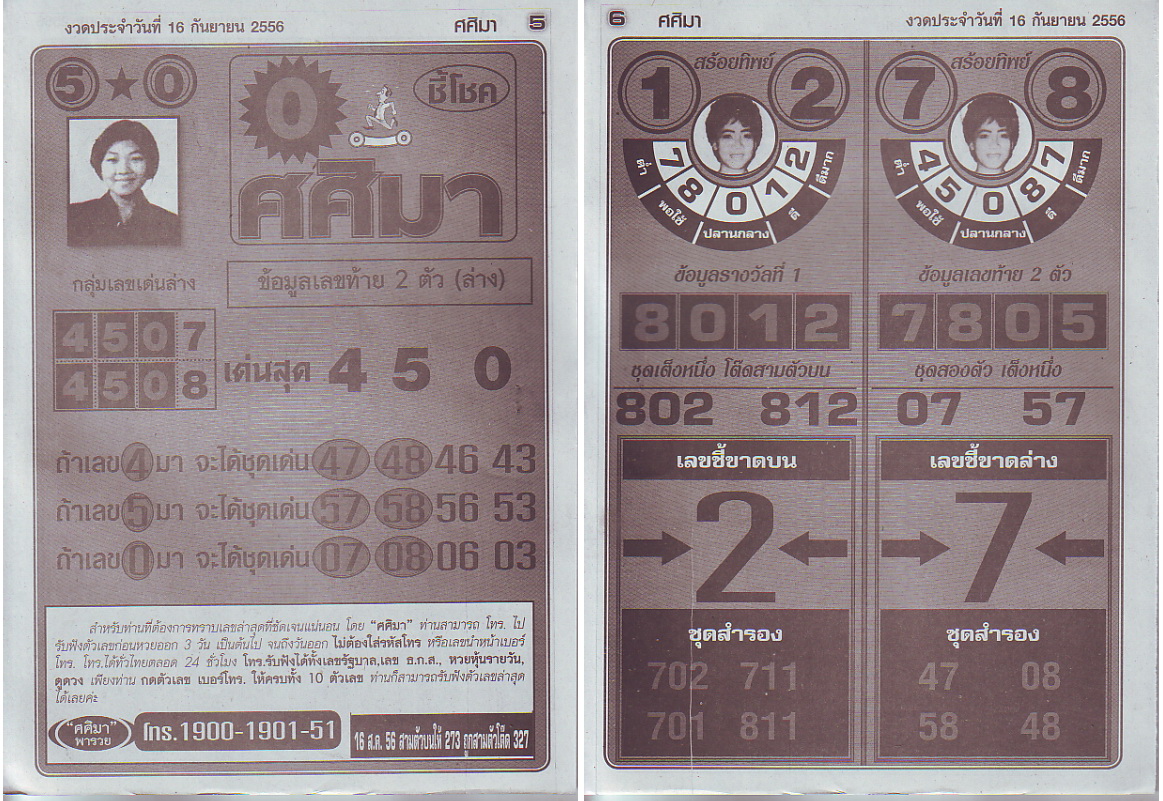 งวดประจำวันที่ 16 กันยายน 2556 ศศิมา 5
5 ★ 0
0
ชี้โชค
ศศิมา
กลุ่มเลขเด่นล่าง
ข้อมูลเลขท้าย 2 ตัว (ล่าง)
4 5 0 7
4 5 0 8
เด่นสุด 4 5 0
ถ้าเลข 4 มา จะได้ชุดเด่น 47 48 46 43
ถ้าเลข 5 มา จะได้ชุดเด่น 57 58 56 53
ถ้าเลข 0 มา จะได้ชุดเด่น 07 08 06 03
สำหรับท่านที่ต้องการทราบเลขล่าสุดที่ชัดเจนแน่นอน โดย "ศศิมา" ท่านสามารถ โทร. ไป
รับฟังตัวเลขก่อนหวยออก 3 วัน เป็นต้นไป จนถึงวันออก ไม่ต้องใส่รหัสโทร หรือเลขนำหน้าเบอร์
โทร. โทร.ได้ทั่วไทยตลอด 24 ชั่วโมง โทร.รับฟังได้ทั้งเลขรัฐบาล,เลข ธ.ก.ส., หวยหุ้นรายวัน,
ดูดวง เพียงท่าน กดตัวเลข เบอร์โทร. ให้ครบทั้ง 10 ตัวเลข ท่านก็สามารถรับฟังตัวเลขล่าสุด
ได้เลยค่ะ
"ศศิมา"
พารวย
โทร.1900-1901-51
16 ส.ค. 56 สามตัวบนให้ 273 ถูกสามตัวโต๊ด 327
6 ศศิมา งวดประจำวันที่ 16 กันยายน 2556
1 สร้อยทิพย์ 2
7 8 0 1 2
ต่ำ พอใช้ ปลานกลาง ดี ดีมาก
ข้อมูลรางวัลที่ 1
8 0 1 2
ชุดเต็งหนึ่ง โต๊ดสามตัวบน
802 812
เลขชี้ขาดบน
2
ชุดสำรอง
702 711
701 811
7 สร้อยทิพย์ 8
4 5 0 8 7
ต่ำ พอใช้ ปลานกลาง ดี ดีมาก
ข้อมูลเลขท้าย 2 ตัว
7 8 0 5
ชุดสองตัว เต็งหนึ่ง
07 57
เลขชี้ขาดล่าง
7
ชุดสำรอง
47 08
58 48